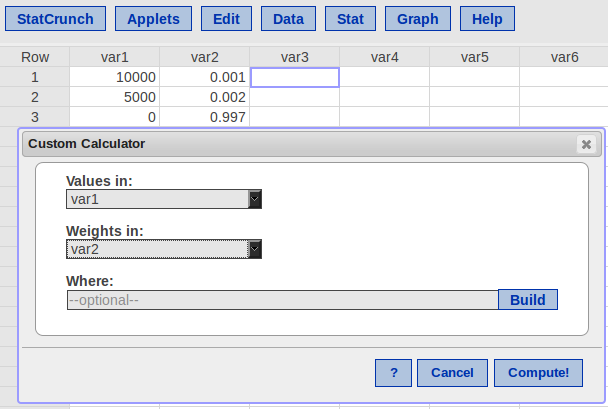 StatCrunch Applets Edit Data Stat Graph Help
Row var1 var2 var3 var4 var5 var6
1 10000 0.001
2 5000 0.002
3 0 0.997
Custom Calculator
Values in:
var1
Weights in:
var2
Where:
--optional-- Build
? Cancel Compute!